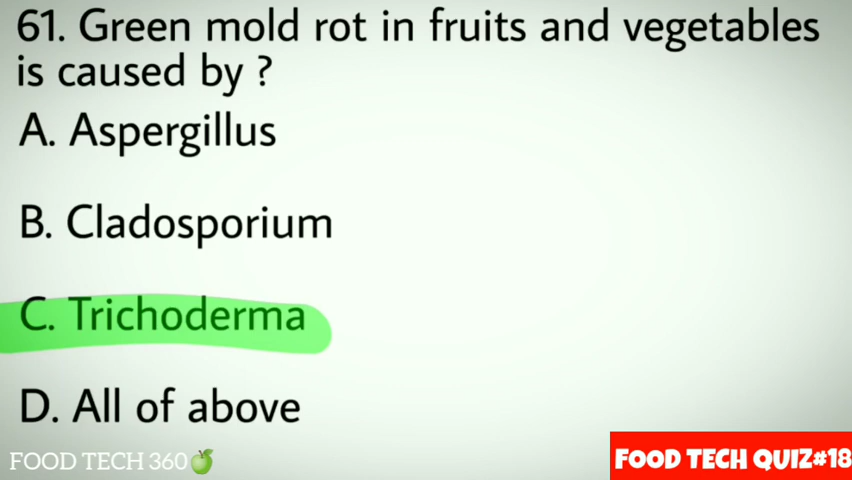 61. Green mold rot in fruits and vegetables
is caused by ?
A. Aspergillus
B. Cladosporium
C. Trichoderma
D. All of above
FOOD TECH 360🍏
FOOD TECH QUIZ#18